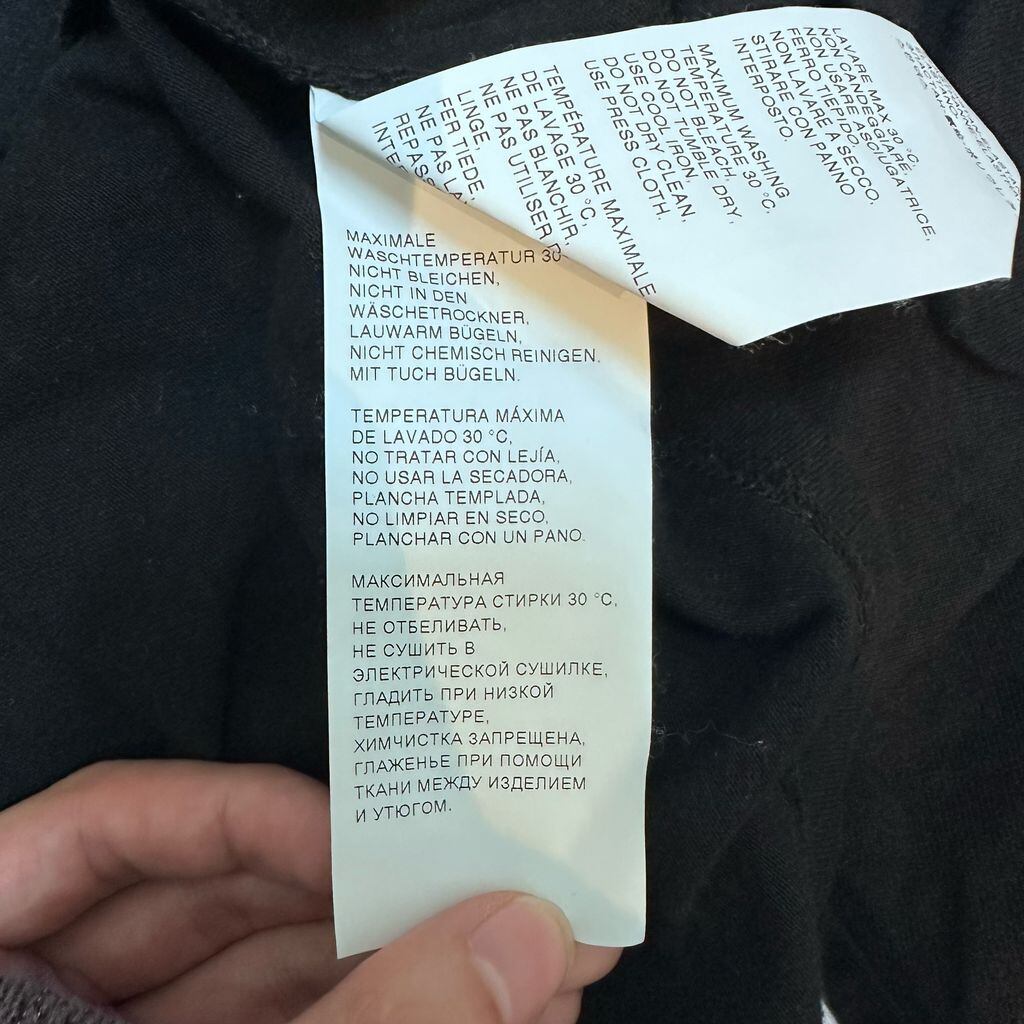 LAVARE MAX 30 °C,
NON CANDEGGIARE,
NON USARE ASCIUGATRICE,
FERRO TIEPIDO,
NON LAVARE A SECCO,
STIRARE CON PANNO
INTERPOSTO.
MAXIMUM WASHING
TEMPERATURE 30 °C,
DO NOT BLEACH,
DO NOT TUMBLE DRY,
USE COOL IRON,
DO NOT DRY CLEAN
USE PRESS CLOTH.
TEMPÉRATURE MAXIMALE
DE LAVAGE 30 °C,
NE PAS BLANCHIR,
NE PAS UTILISER
LINGE,
FER TIEDE,
NE PAS
MAXIMALE
WASCHTEMPERATUR 30
NICHT BLEICHEN,
NICHT IN DEN
WÄSCHETROCKNER,
LAUWARM BÜGELN,
NICHT CHEMISCH REINIGEN.
MIT TUCH BÜGELN.
TEMPERATURA MÁXIMA
DE LAVADO 30 °C,
NO TRATAR CON LEJÍA,
NO USAR LA SECADORA,
PLANCHA TEMPLADA,
NO LIMPIAR EN SECO,
PLANCHAR CON UN PANO.
МАКСИМАЛЬНАЯ
ТЕМПЕРАТУРА СТИРКИ 30 °C,
НЕ ОТБЕЛИВАТЬ,
НЕ СУШИТЬ В
ЭЛЕКТРИЧЕСКОЙ СУШИЛКЕ,
ГЛАДИТЬ ПРИ НИЗКОЙ
ТЕМПЕРАТУРЕ,
ХИМЧИСТКА ЗАПРЕЩЕНА,
ГЛАЖЕНЬЕ ПРИ ПОМОЩИ
ТКАНИ МЕЖДУ ИЗДЕЛИЕМ
И УТЮГОМ.